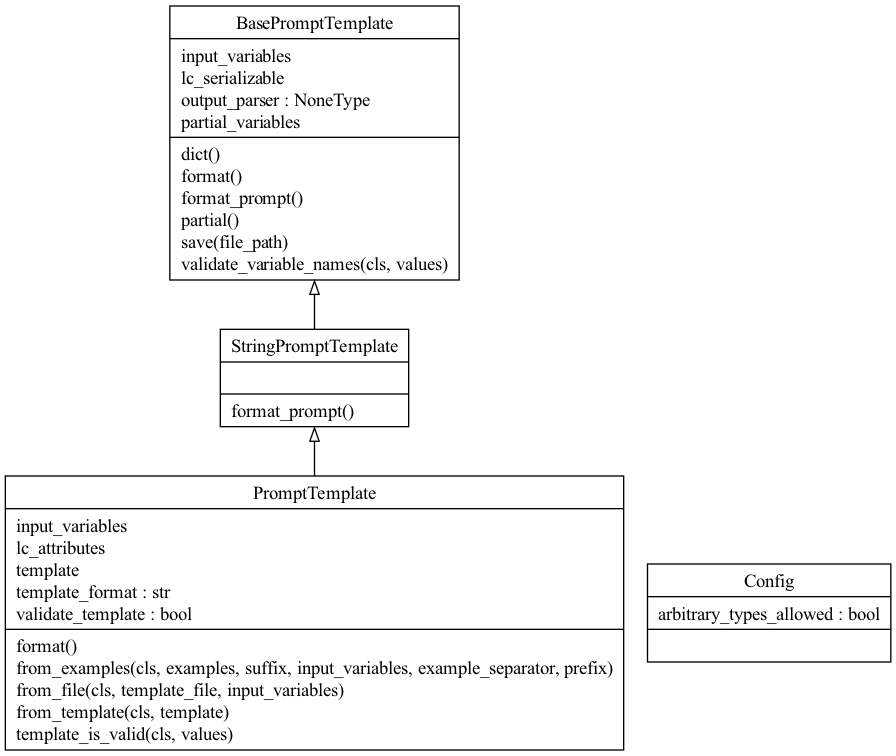 BasePromptTemplate
input_variables
lc_serializable
output_parser : NoneType
partial_variables
dict()
format()
format_prompt()
partial()
save(file_path)
validate_variable_names(cls, values)
StringPromptTemplate
format_prompt()
PromptTemplate
input_variables
lc_attributes
template
template_format : str
validate_template : bool
format()
from_examples(cls, examples, suffix, input_variables, example_separator, prefix)
from_file(cls, template_file, input_variables)
from_template(cls, template)
template_is_valid(cls, values)
Config
arbitrary_types_allowed : bool